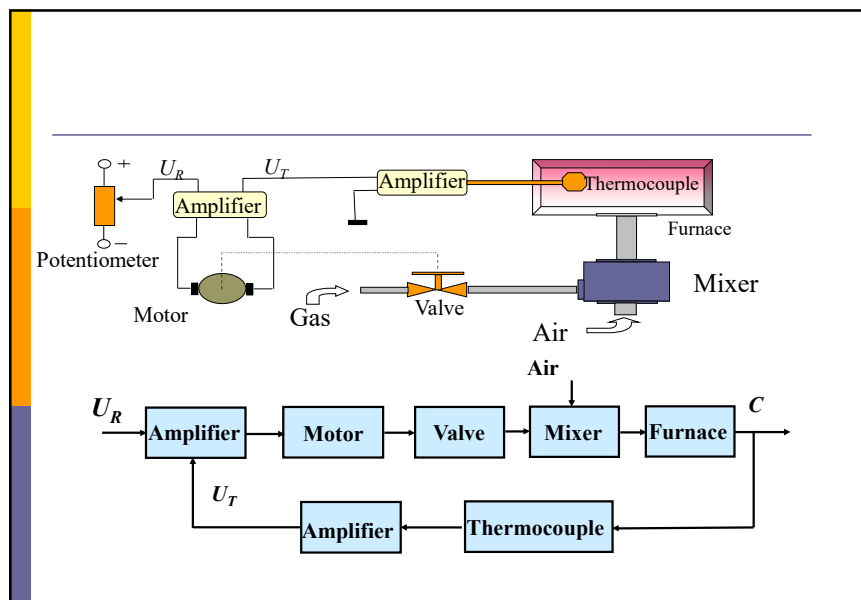 +
U_R
U_T
Amplifier
Thermocouple
Amplifier
Furnace
–
Potentiometer
Mixer
Motor
Gas
Valve
Air
Air
U_R
C
Amplifier
Motor
Valve
Mixer
Furnace
U_T
Amplifier
Thermocouple